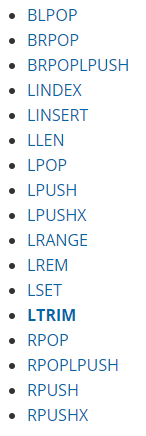 BLPOP
BRPOP
BRPOPLPUSH
LINDEX
LINSERT
LLEN
LPOP
LPUSH
LPUSHX
LRANGE
LREM
LSET
LTRIM
RPOP
RPOPLPUSH
RPUSH
RPUSHX